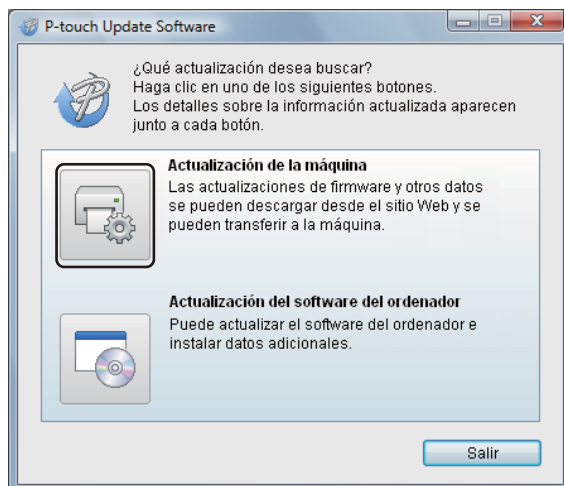 P-touch Update Software
¿Qué actualización desea buscar?
Haga clic en uno de los siguientes botones.
Los detalles sobre la información actualizada aparecen
junto a cada botón.
Actualización de la máquina
Las actualizaciones de firmware y otros datos
se pueden descargar desde el sitio Web y se
pueden transferir a la máquina.
Actualización del software del ordenador
Puede actualizar el software del ordenador e
instalar datos adicionales.
Salir